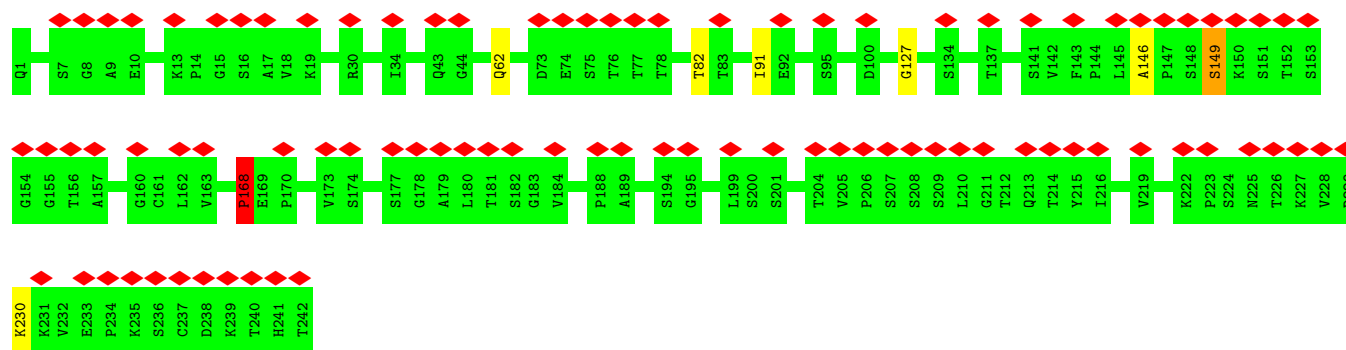 Q1 S7 G8 A9 E10 K13 P14 G15 S16 A17 V18 K19 R30 I34 Q43 G44 Q62 D73 E74 S75 T76 T77 T78 T82 T83 I91 E92 S95 D100 G127 S134 T137 S141 V142 F143 P144 L145 A146 P147 S148 S149 K150 S151 T152 S153
G154 G155 T156 A157 G160 C161 L162 V163 P168 E169 P170 V173 S174 S177 G178 A179 L180 T181 S182 G183 V184 P188 A189 S194 G195 L199 S200 S201 T204 V205 P206 S207 S208 S209 L210 G211 T212 Q213 T214 Y215 I216 V219 K222 P223 S224 N225 T226 K227 V228
K230 K231 V232 E233 P234 K235 S236 C237 D238 K239 T240 H241 T242